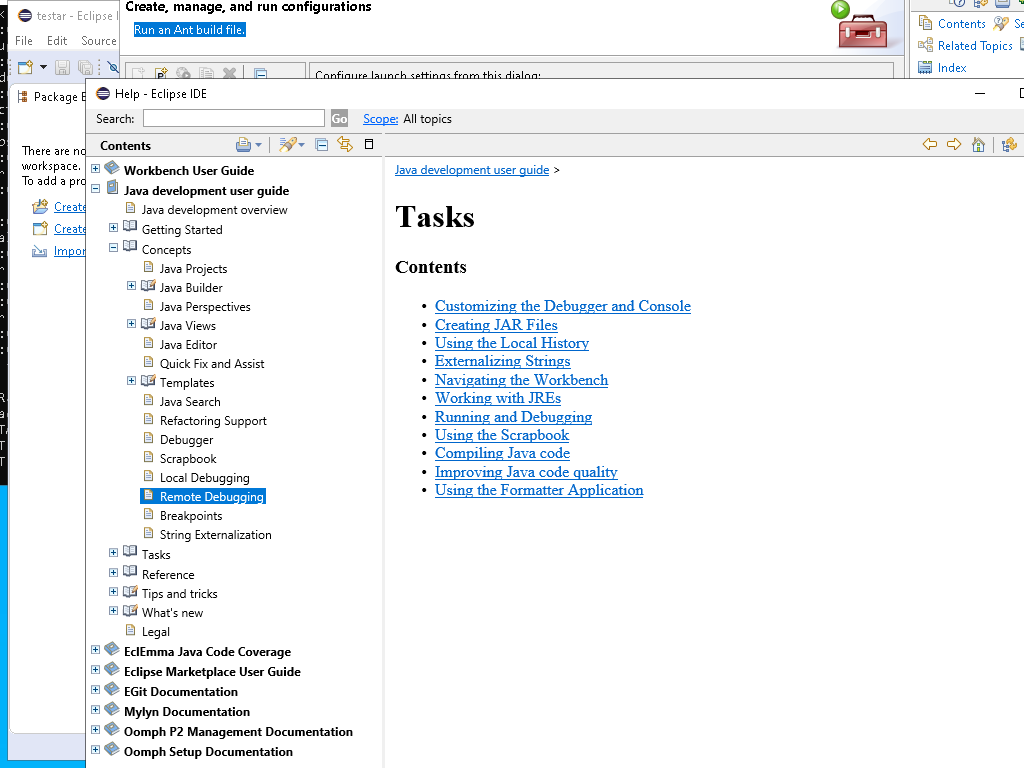 testar - Eclipse I
File Edit Source
Package E
There are no
workspace.
To add a pro
Create
Create
Impor
Create, manage, and run configurations
Run an Ant build file.
Configure launch settings from this dialog:
Contents
Se
Related Topics
Index
Help - Eclipse IDE
Search:
Go
Scope: All topics
Contents
Workbench User Guide
Java development user guide
Java development overview
Getting Started
Concepts
Java Projects
Java Builder
Java Perspectives
Java Views
Java Editor
Quick Fix and Assist
Templates
Java Search
Refactoring Support
Debugger
Scrapbook
Local Debugging
Remote Debugging
Breakpoints
String Externalization
Tasks
Reference
Tips and tricks
What's new
Legal
EclEmma Java Code Coverage
Eclipse Marketplace User Guide
EGit Documentation
Mylyn Documentation
Oomph P2 Management Documentation
Oomph Setup Documentation
Java development user guide >
Tasks
Contents
• Customizing the Debugger and Console
• Creating JAR Files
• Using the Local History
• Externalizing Strings
• Navigating the Workbench
• Working with JREs
• Running and Debugging
• Using the Scrapbook
• Compiling Java code
• Improving Java code quality
• Using the Formatter Application